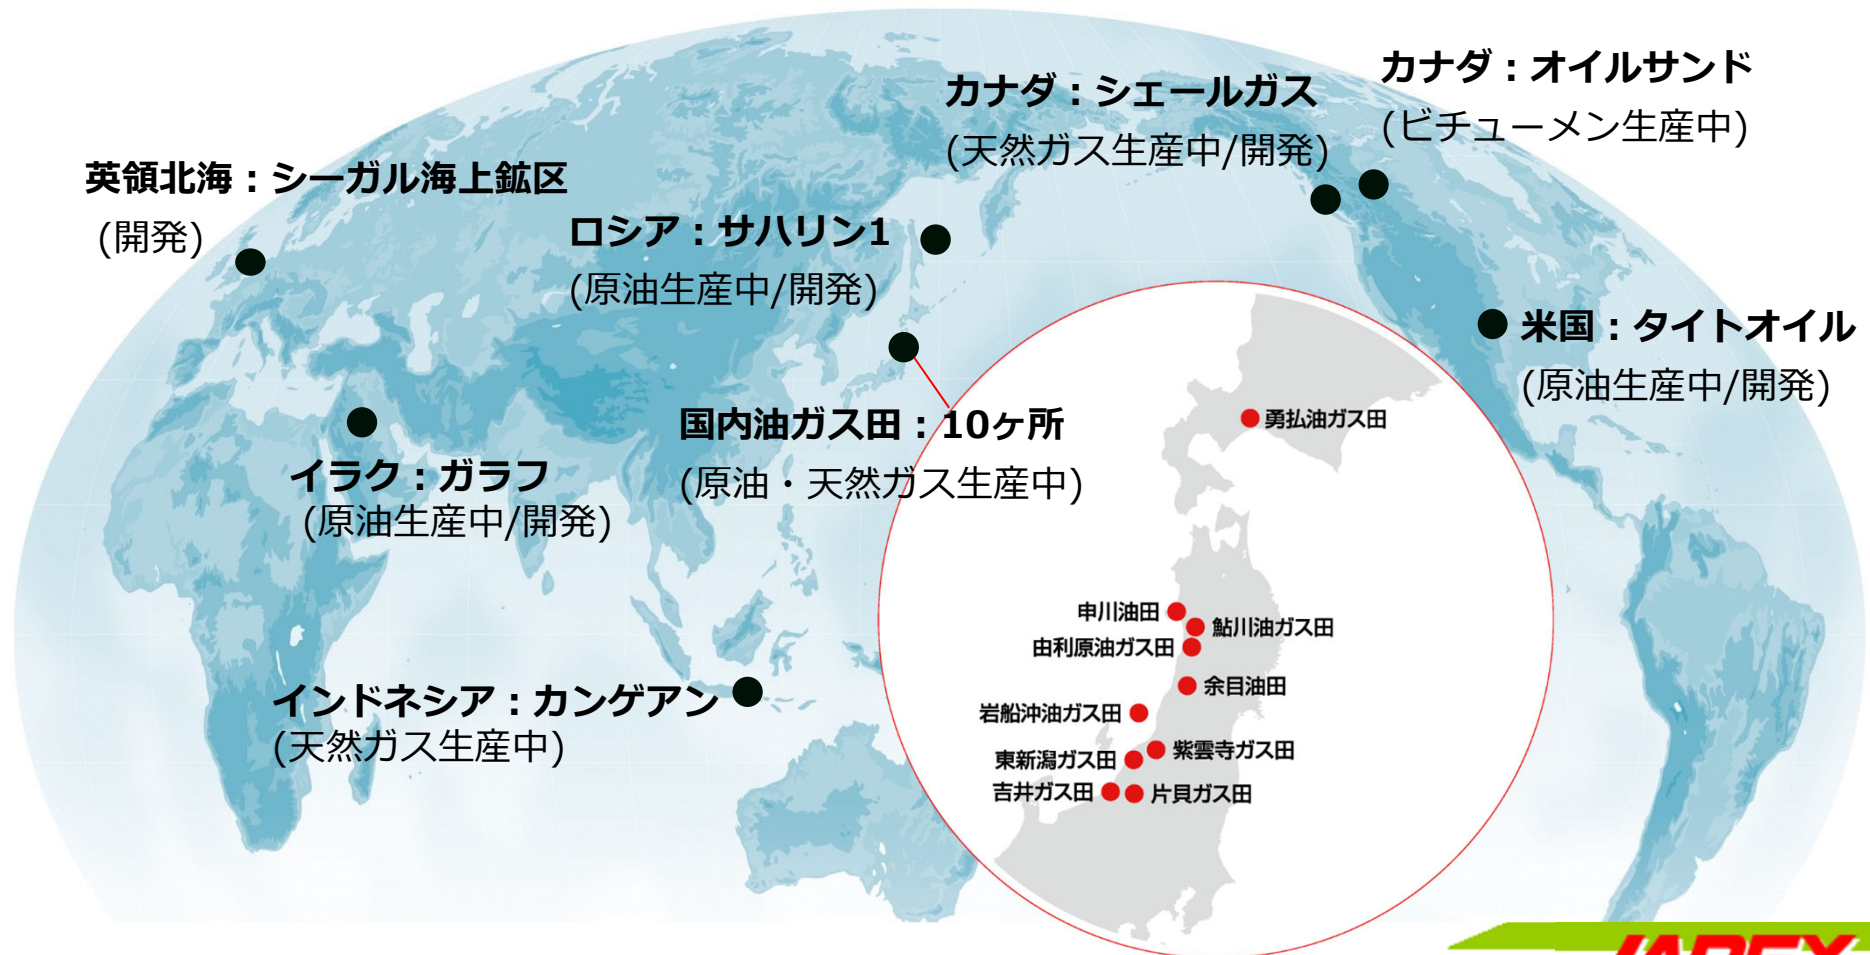 カナダ：オイルサンド
(ビチューメン生産中)
カナダ：シェールガス
(天然ガス生産中/開発)
英領北海：シーガル海上鉱区
(開発)
ロシア：サハリン1
(原油生産中/開発)
米国：タイトオイル
(原油生産中/開発)
国内油ガス田：10ヶ所
(原油・天然ガス生産中)
イラク：ガラフ
(原油生産中/開発)
インドネシア：カンゲアン
(天然ガス生産中)
勇払油ガス田
申川油田
鮎川油ガス田
由利原油ガス田
余目油田
岩船沖油ガス田
紫雲寺ガス田
東新潟ガス田
吉井ガス田
片貝ガス田
JAPEX